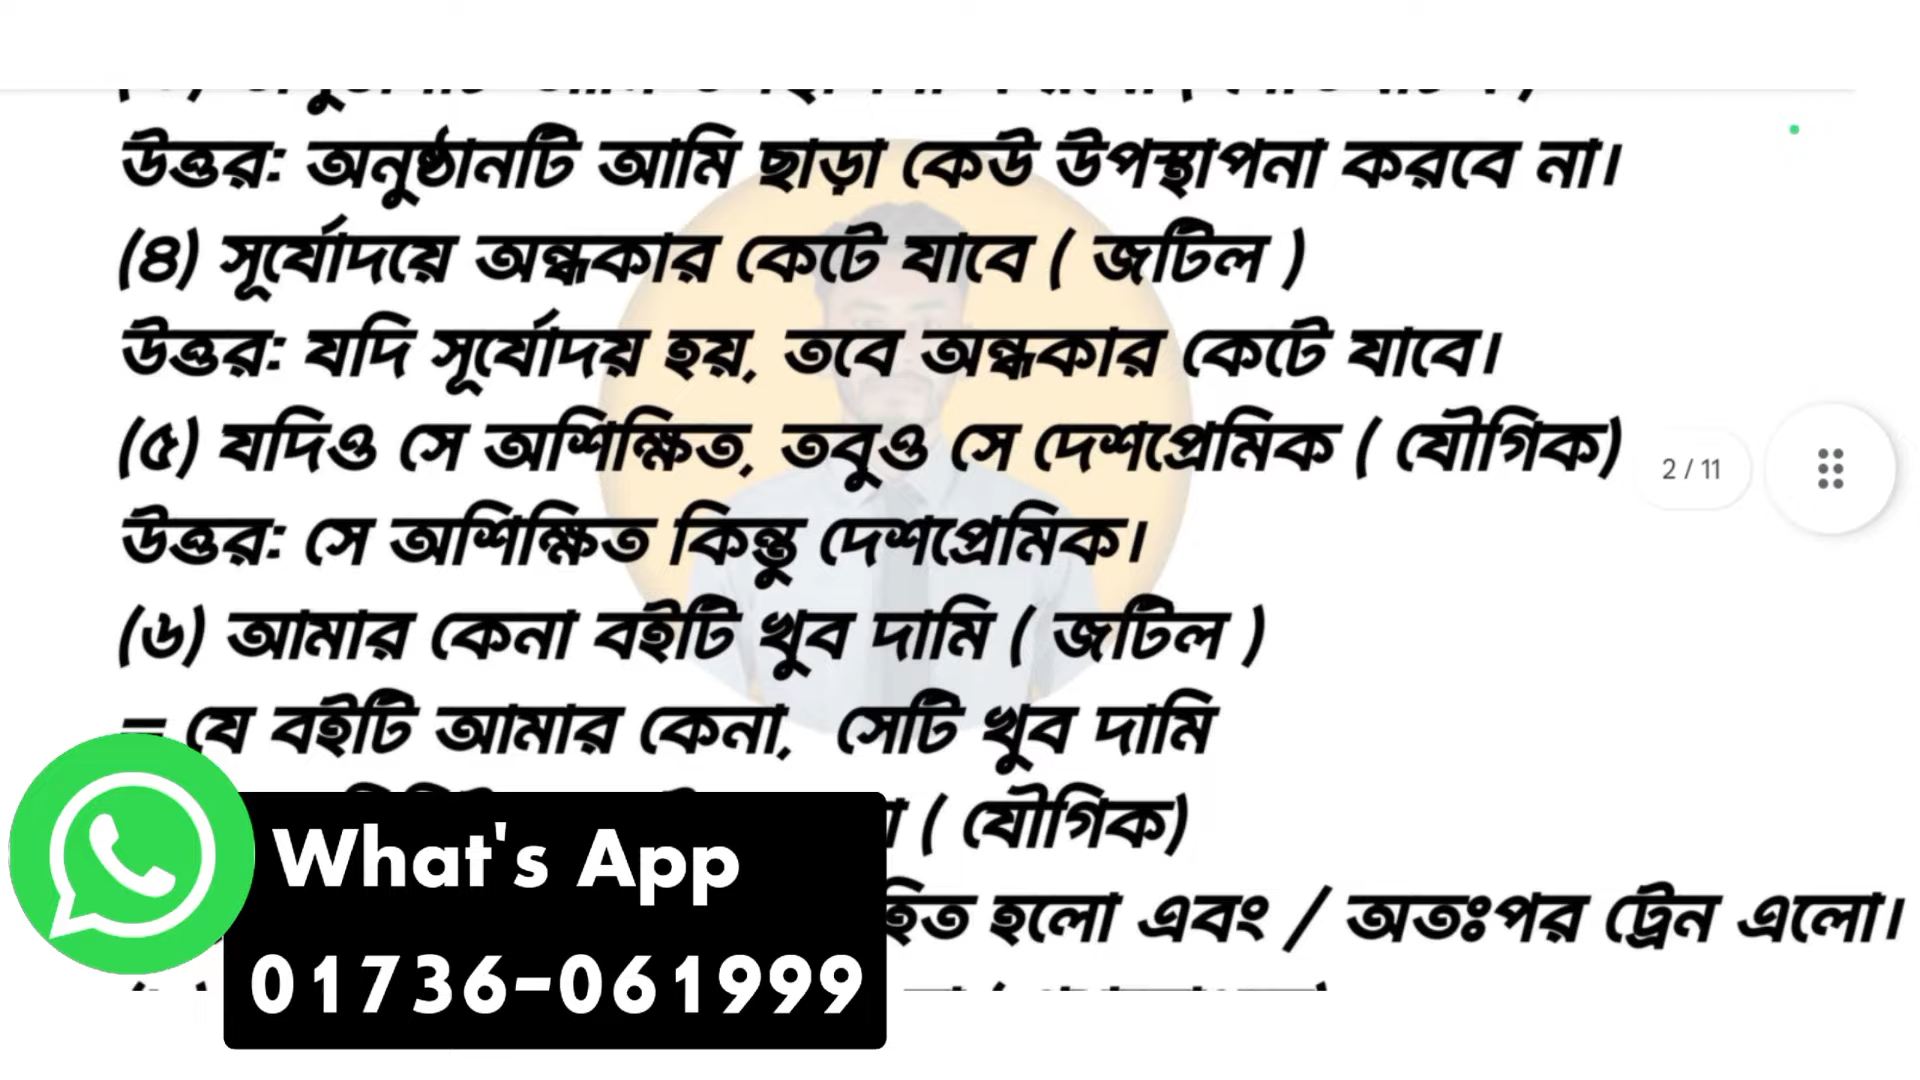 উত্তর: অনুষ্ঠানটি আমি ছাড়া কেউ উপস্থাপনা করবে না।
(৪) সূর্যোদয়ে অন্ধকার কেটে যাবে ( জটিল )
উত্তর: যদি সূর্যোদয় হয়, তবে অন্ধকার কেটে যাবে।
(৫) যদিও সে অশিক্ষিত, তবুও সে দেশপ্রেমিক ( যৌগিক)
2 / 11
উত্তর: সে অশিক্ষিত কিন্তু দেশপ্রেমিক।
(৬) আমার কেনা বইটি খুব দামি ( জটিল )
= যে বইটি আমার কেনা, সেটি খুব দামি
( যৌগিক)
হলো এবং / অতঃপর ট্রেন এলো।
What's App
01736-061999